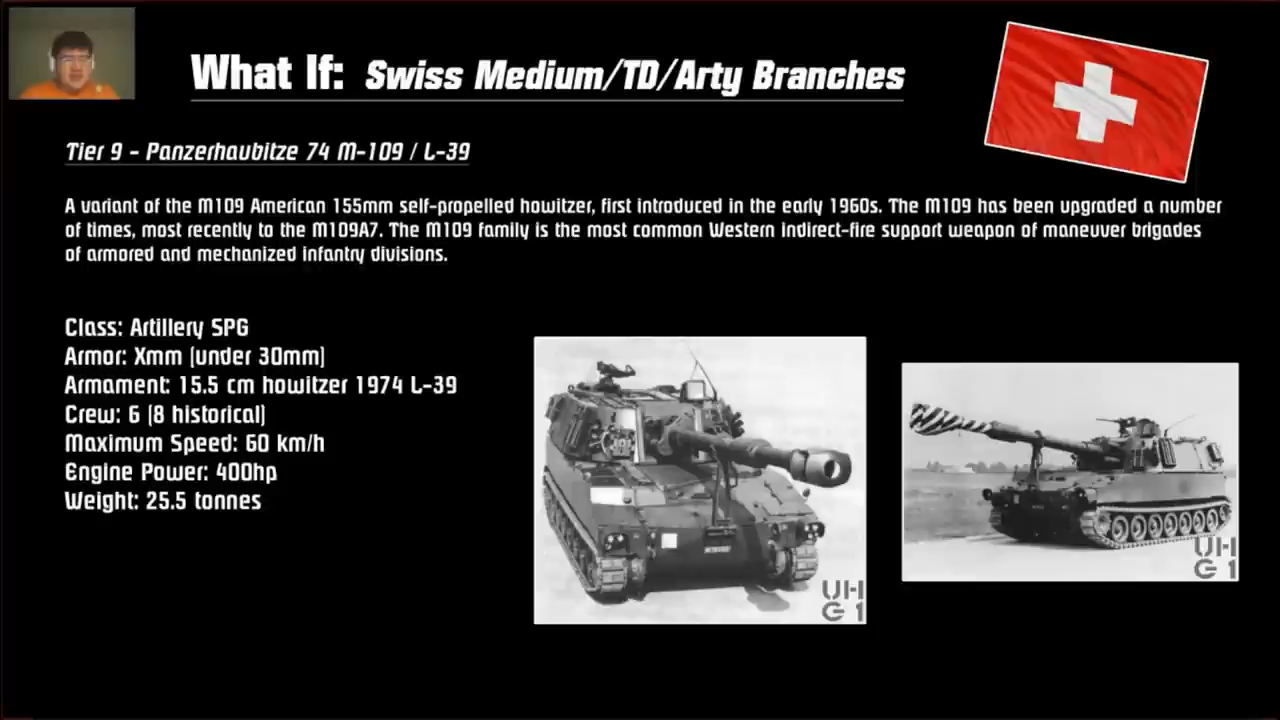 What If: Swiss Medium/TD/Arty Branches
Tier 9 - Panzerhaubitze 74 M-109 / L-39
A variant of the M109 American 155mm self-propelled howitzer, first introduced in the early 1960s. The M109 has been upgraded a number
of times, most recently to the M109A7. The M109 family is the most common Western indirect-fire support weapon of maneuver brigades
of armored and mechanized infantry divisions.
Class: Artillery SPG
Armor: Xmm (under 30mm)
Armament: 15.5 cm howitzer 1974 L-39
Crew: 6 (8 historical)
Maximum Speed: 60 km/h
Engine Power: 400hp
Weight: 25.5 tonnes
UH
G 1
UH
G 1